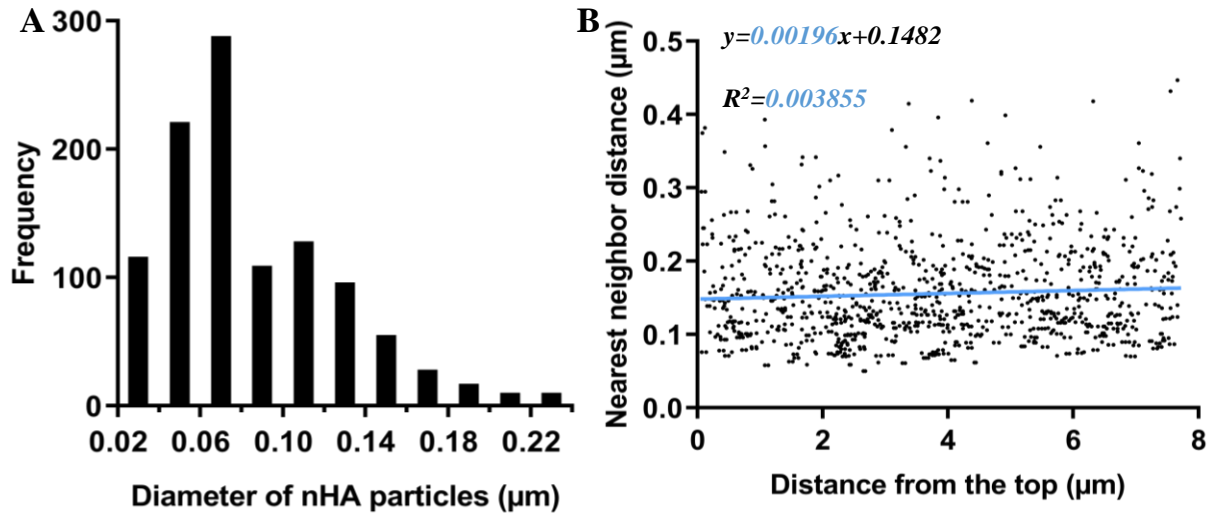 A
Frequency
300
200
100
0
0.02 0.06 0.10 0.14 0.18 0.22
Diameter of nHA particles (μm)
B
Nearest neighbor distance (μm)
y=0.00196x+0.1482
R²=0.003855
0.5
0.4
0.3
0.2
0.1
0.0
0 2 4 6 8
Distance from the top (μm)